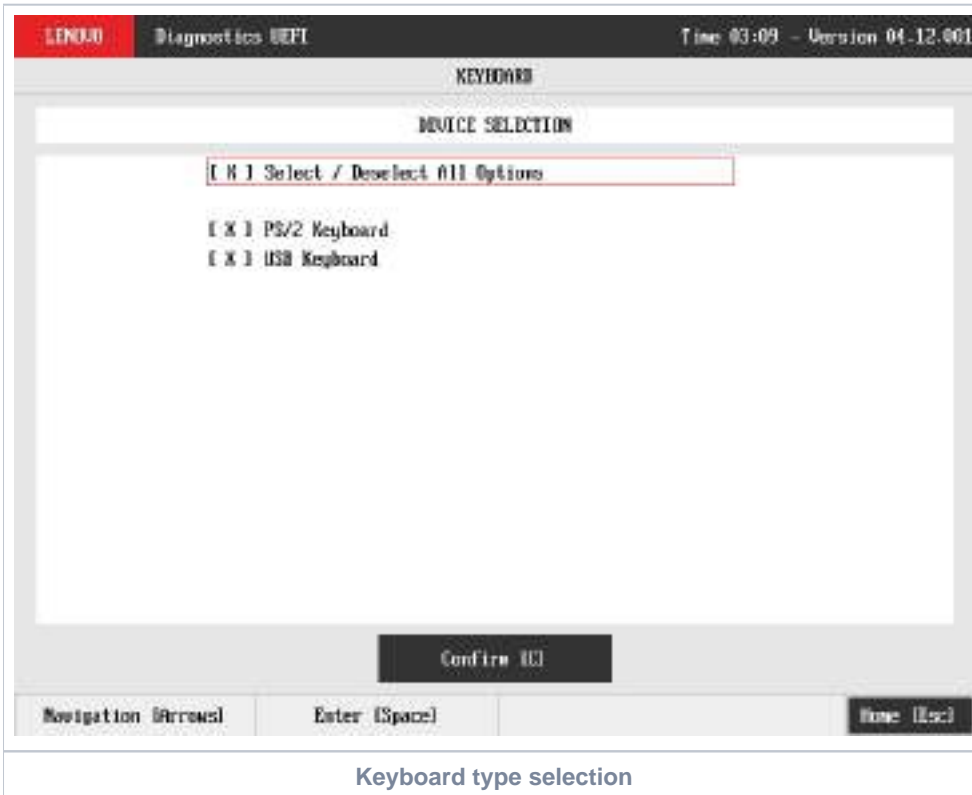 LENOVO Diagnostics UEFI Time 03:09 - Version 04.12.001
KEYBOARD
DEVICE SELECTION
[ X ] Select / Deselect All Options
[ X ] PS/2 Keyboard
[ X ] USB Keyboard
Confirm [C]
Navigation [Arrows] Enter [Space] Home [Esc]
Keyboard type selection